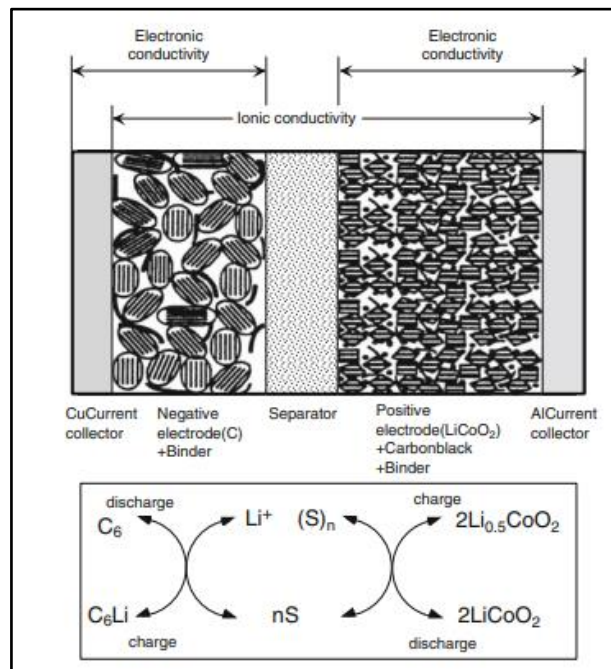 Electronic
conductivity
Electronic
conductivity
Ionic conductivity
CuCurrent
collector
Negative
electrode(C)
+Binder
Separator
Positive
electrode(LiCoO₂)
+Carbonblack
+Binder
AlCurrent
collector
discharge
charge
C₆ Li⁺ (S)ₙ 2Li₀.₅CoO₂
C₆Li nS 2LiCoO₂
charge
discharge